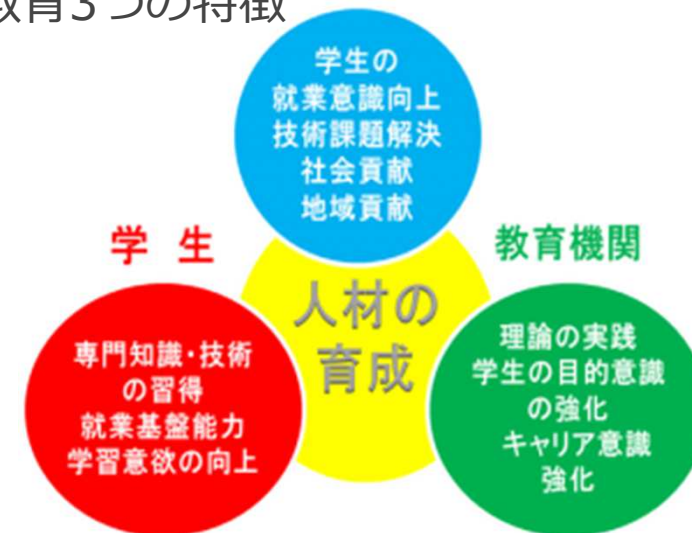 教育3つの特徴
学生の
就業意識向上
技術課題解決
社会貢献
地域貢献
学 生
教育機関
人材の
育成
専門知識・技術
の習得
就業基盤能力
学習意欲の向上
理論の実践
学生の目的意識
の強化
キャリア意識
強化